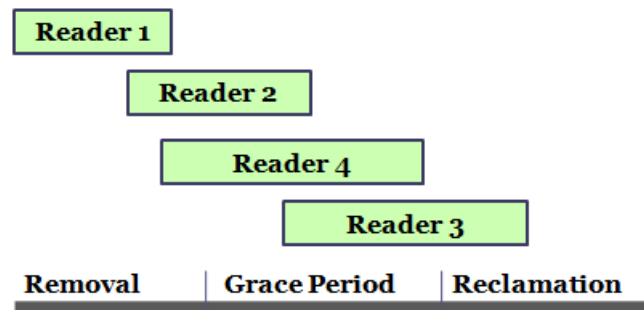 Reader 1
Reader 2
Reader 4
Reader 3
Removal Grace Period Reclamation